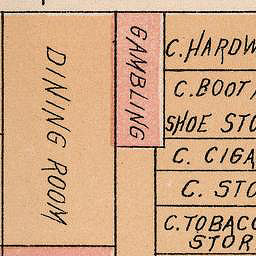 DINING ROOM
GAMBLING
C.HARDW
C.BOOT
SHOE STO
C. CIGA
C. STO
C.TOBACC
STOR